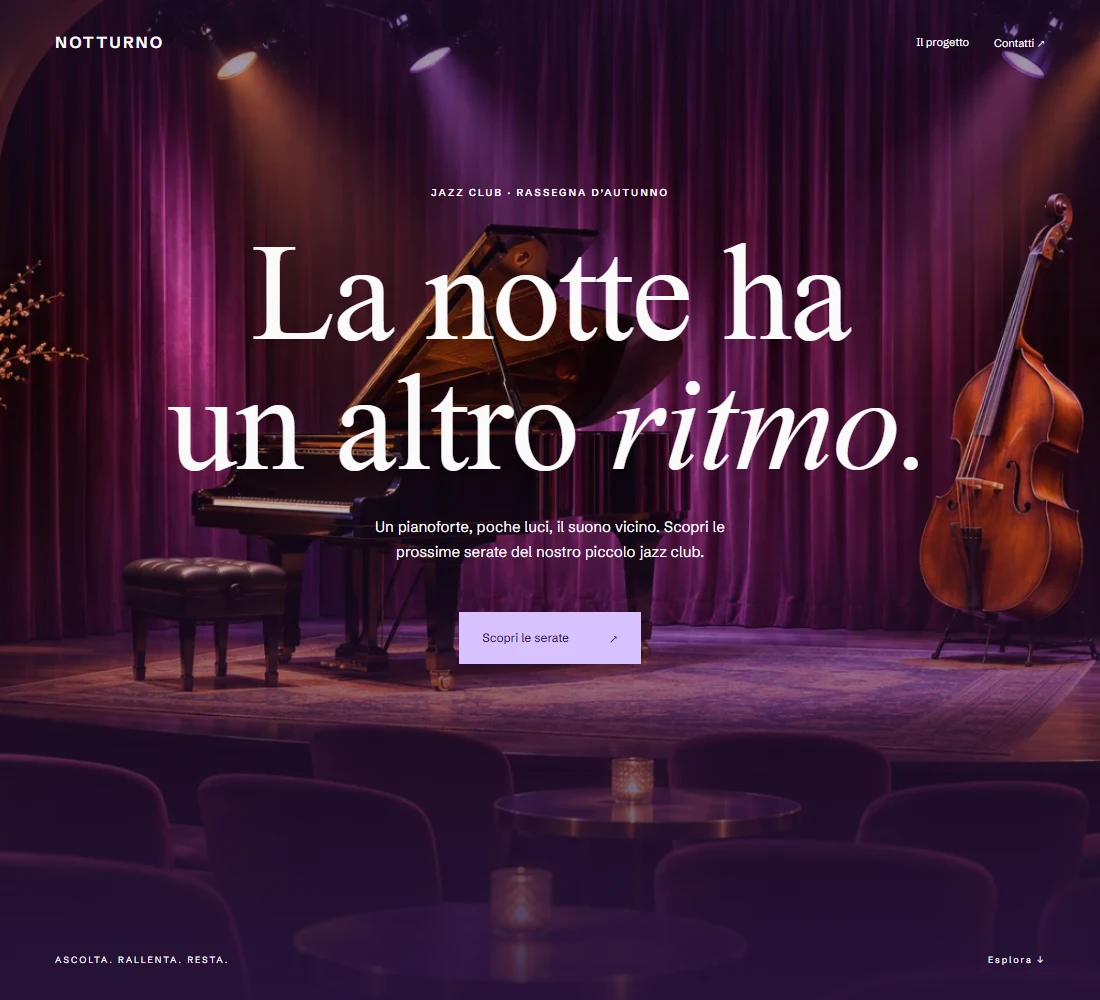 NOTTURNO
Il progetto
Contatti ↗
JAZZ CLUB · RASSEGNA D'AUTUNNO
La notte ha
un altro ritmo.
Un pianoforte, poche luci, il suono vicino. Scopri le
prossime serate del nostro piccolo jazz club.
Scopri le serate ↗
ASCOLTA. RALLENTA. RESTA.
Esplora ↓